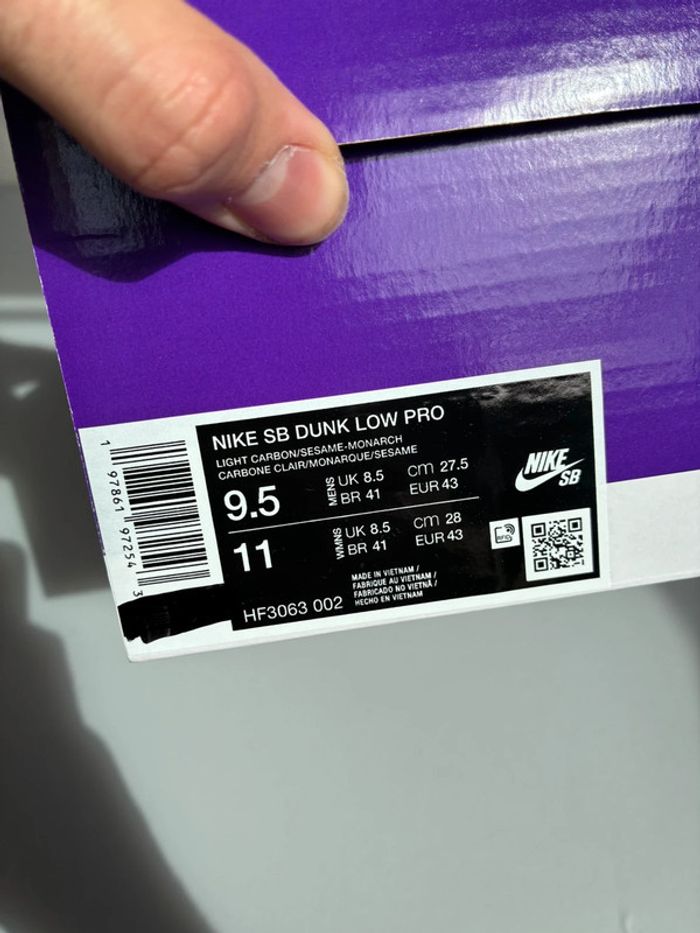 NIKE SB DUNK LOW PRO
LIGHT CARBON/SESAME-MONARCH
CARBONE CLAIR/MONARQUE/SESAME
9.5
MENS
UK 8.5
CM 27.5
BR 41
EUR 43
11
WMNS
UK 8.5
CM 28
BR 41
EUR 43
MADE IN VIETNAM /
FABRIQUE AU VIETNAM /
FABRICADO NO VIETNÃ /
HECHO EN VIETNAM
HF3063 002
NIKE
SB
1 97861 97254 3